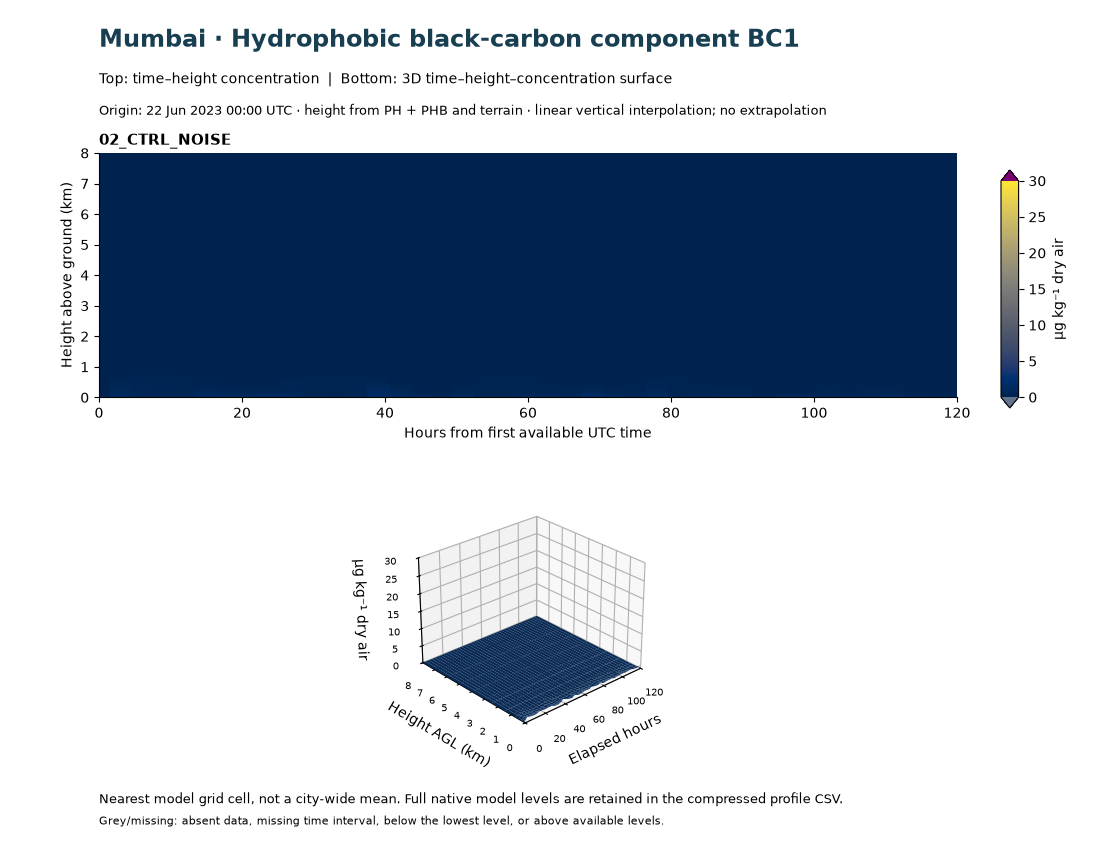 Mumbai · Hydrophobic black-carbon component BC1
Top: time–height concentration | Bottom: 3D time–height–concentration surface
Origin: 22 Jun 2023 00:00 UTC · height from PH + PHB and terrain · linear vertical interpolation; no extrapolation
02_CTRL_NOISE
8
7
6
5
4
3
2
1
0
Height above ground (km)
0 20 40 60 80 100 120
Hours from first available UTC time
30
25
20
15
10
5
0
µg kg⁻¹ dry air
30
25
20
15
10
5
0
µg kg⁻¹ dry air
8 7 6 5 4 3 2 1 0
Height AGL (km)
0 20 40 60 80 100 120
Elapsed hours
Nearest model grid cell, not a city-wide mean. Full native model levels are retained in the compressed profile CSV.
Grey/missing: absent data, missing time interval, below the lowest level, or above available levels.